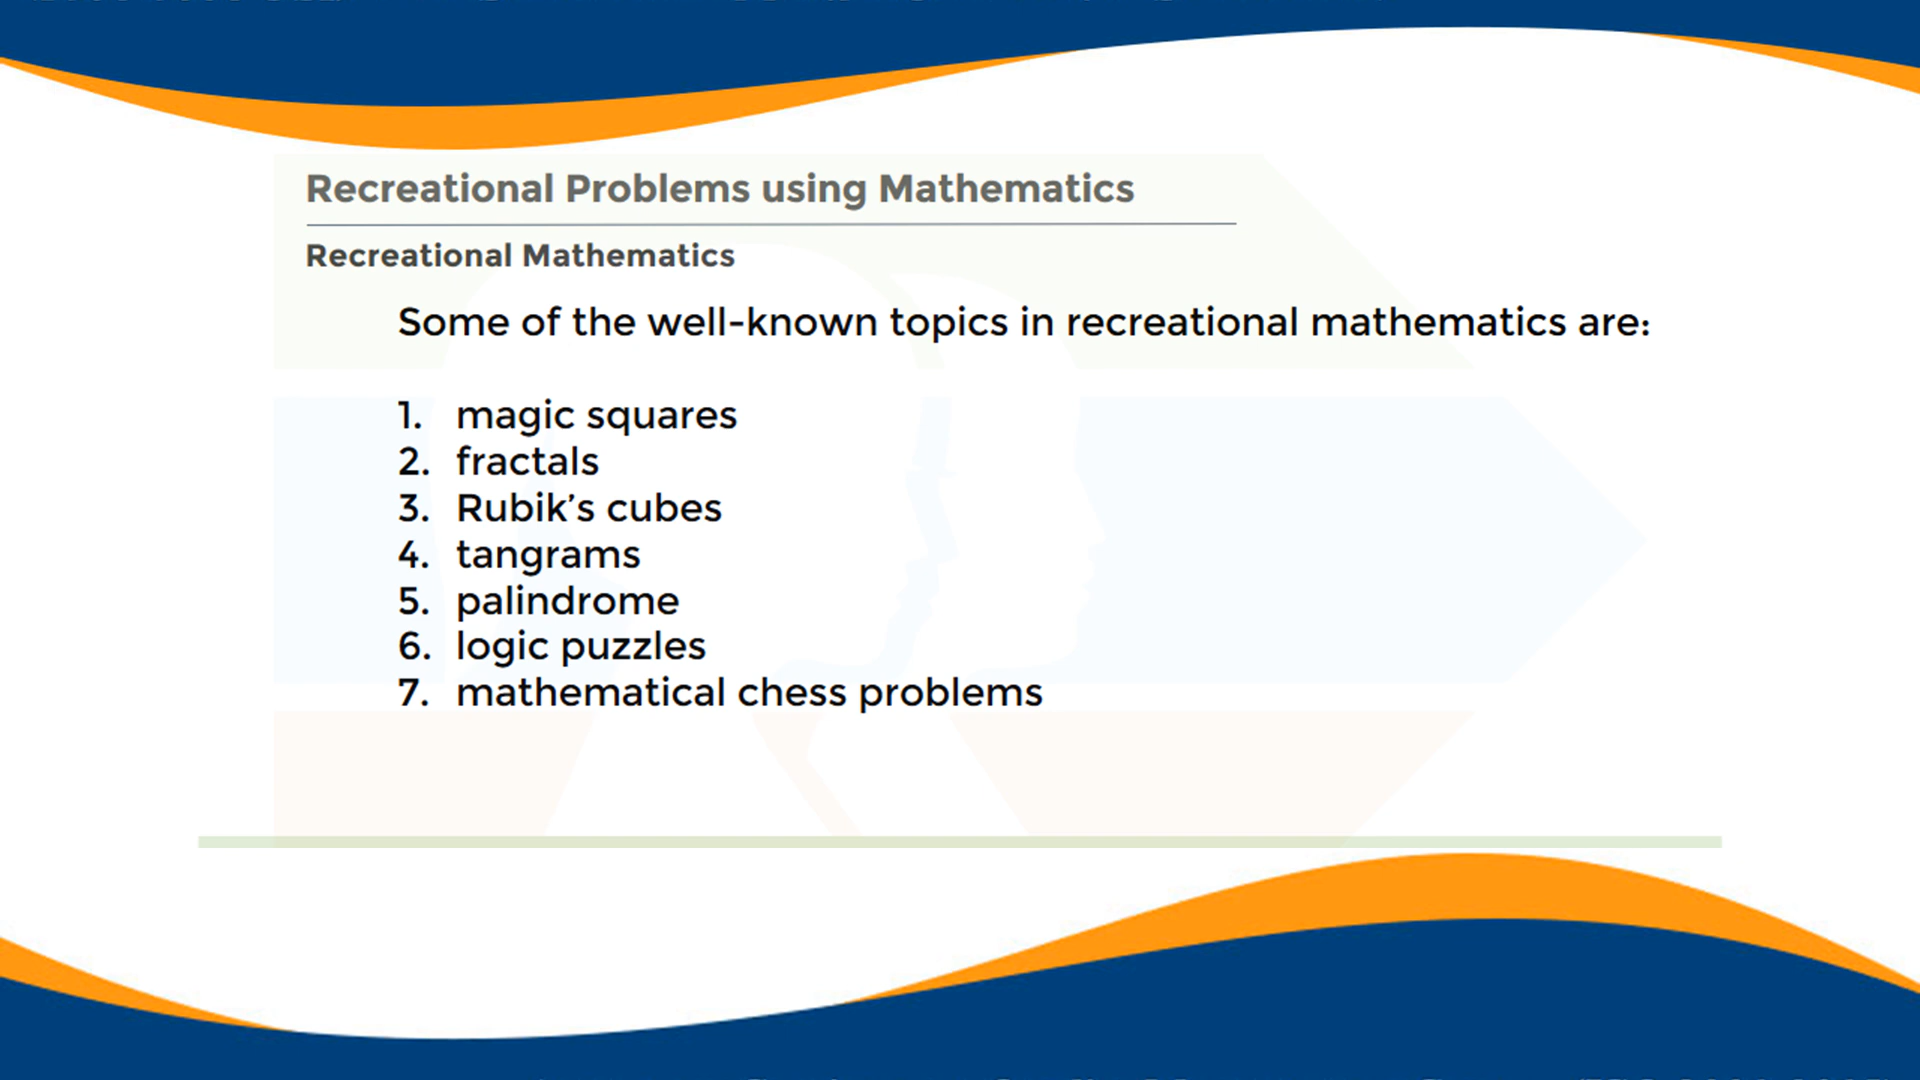 Recreational Problems using Mathematics
Recreational Mathematics
Some of the well-known topics in recreational mathematics are:
1. magic squares
2. fractals
3. Rubik’s cubes
4. tangrams
5. palindrome
6. logic puzzles
7. mathematical chess problems